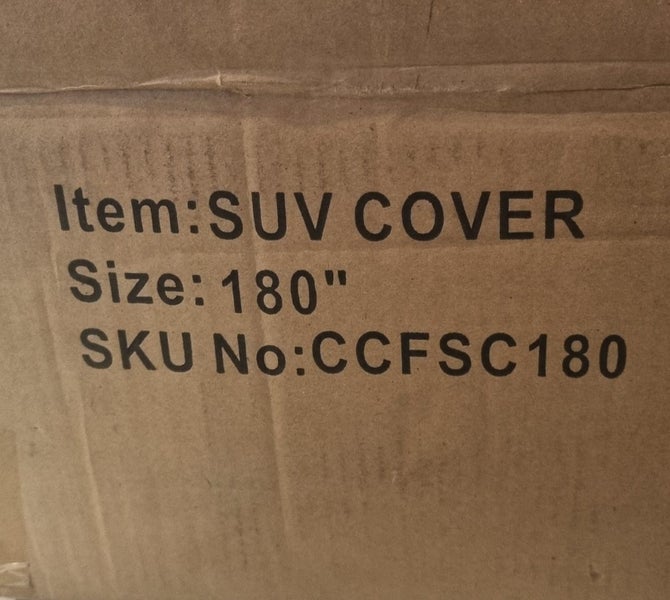 Item:SUV COVER
Size: 180"
SKU No:CCFSC180